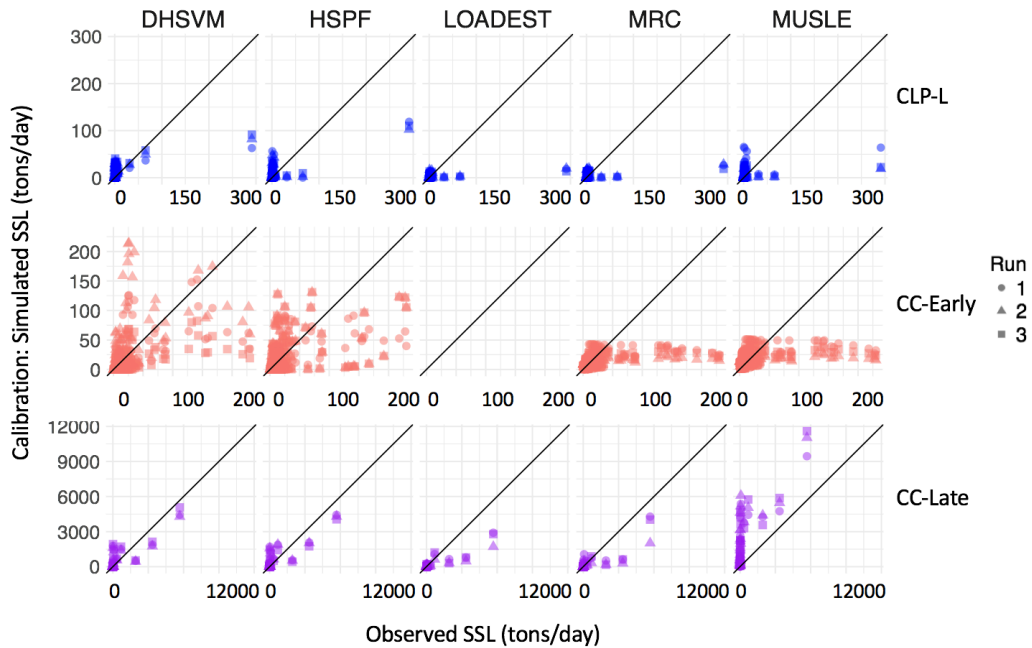 DHSVM HSPF LOADEST MRC MUSLE
300
200
100
0
0 150 300 0 150 300 0 150 300 0 150 300 0 150 300
CLP-L
200
150
100
50
0
0 100 200 0 100 200 0 100 200 0 100 200 0 100 200
CC-Early
12000
9000
6000
3000
0
0 12000 0 12000 0 12000 0 12000 0 12000
CC-Late
Calibration: Simulated SSL (tons/day)
Observed SSL (tons/day)
Run
1
2
3